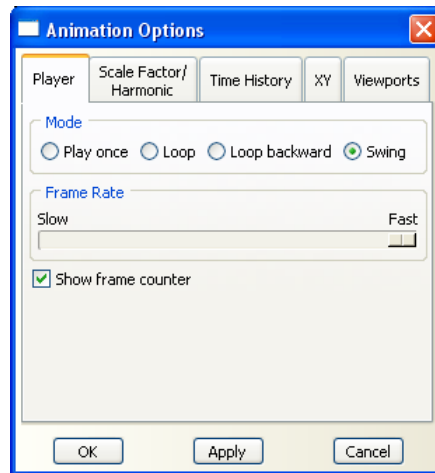 Animation Options
Player
Scale Factor/
Harmonic
Time History
XY
Viewports
Mode
Play once
Loop
Loop backward
Swing
Frame Rate
Slow
Fast
Show frame counter
OK
Apply
Cancel